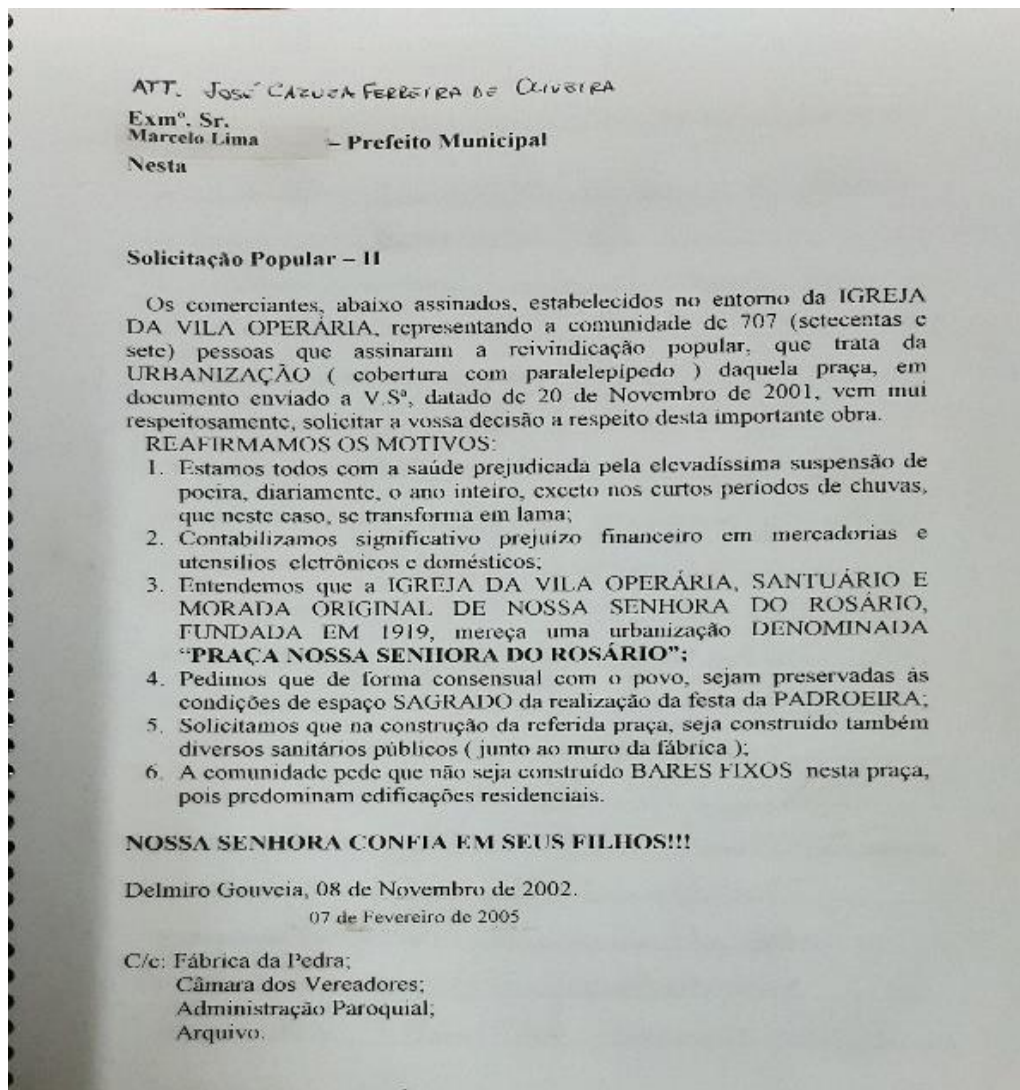 ATT. José CAZUZA FERREIRA DE OLIVEIRA
Exmº. Sr.
Marcelo Lima – Prefeito Municipal
Nesta
Solicitação Popular – II
Os comerciantes, abaixo assinados, estabelecidos no entorno da IGREJA
DA VILA OPERÁRIA, representando a comunidade de 707 (setecentas e
sete) pessoas que assinaram a reivindicação popular, que trata da
URBANIZAÇÃO ( cobertura com paralelepípedo ) daquela praça, em
documento enviado a V.Sª, datado de 20 de Novembro de 2001, vem mui
respeitosamente, solicitar a vossa decisão a respeito desta importante obra.
REAFIRMAMOS OS MOTIVOS:
1. Estamos todos com a saúde prejudicada pela elevadíssima suspensão de
poeira, diariamente, o ano inteiro, exceto nos curtos períodos de chuvas,
que neste caso, se transforma em lama;
2. Contabilizamos significativo prejuízo financeiro em mercadorias e
utensílios eletrônicos e domésticos;
3. Entendemos que a IGREJA DA VILA OPERÁRIA, SANTUÁRIO E
MORADA ORIGINAL DE NOSSA SENHORA DO ROSÁRIO,
FUNDADA EM 1919, mereça uma urbanização DENOMINADA
“PRAÇA NOSSA SENHORA DO ROSÁRIO”;
4. Pedimos que de forma consensual com o povo, sejam preservadas às
condições de espaço SAGRADO da realização da festa da PADROEIRA;
5. Solicitamos que na construção da referida praça, seja construído também
diversos sanitários públicos ( junto ao muro da fábrica );
6. A comunidade pede que não seja construído BARES FIXOS nesta praça,
pois predominam edificações residenciais.
NOSSA SENHORA CONFIA EM SEUS FILHOS!!!
Delmiro Gouveia, 08 de Novembro de 2002.
07 de Fevereiro de 2005
C/c: Fábrica da Pedra;
Câmara dos Vereadores;
Administração Paroquial;
Arquivo.